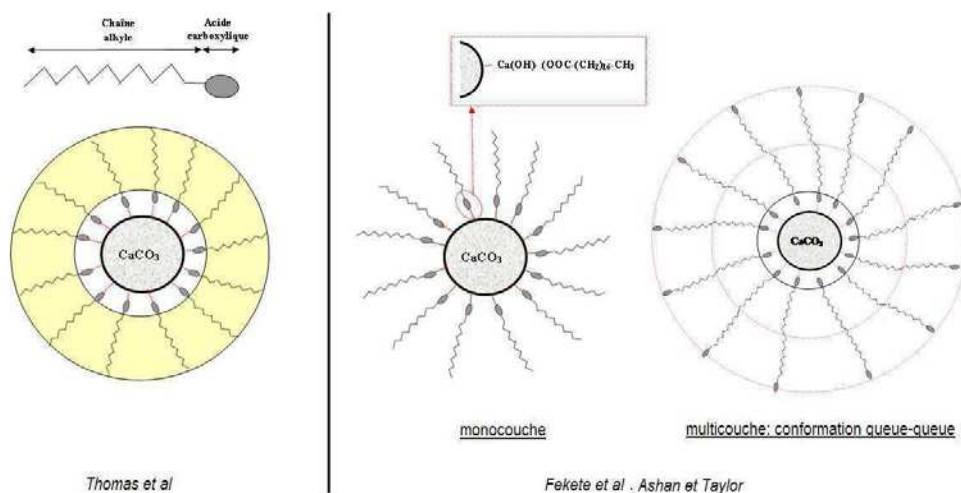 Chaîne alkyle
Acide carboxylique
CaCO₃
Thomas et al
Ca(OH)- (OOC-(CH₂)₁₆-CH₃
CaCO₃
CaCO₃
monocouche
multicouche: conformation queue-queue
Fekete et al . Ashan et Taylor